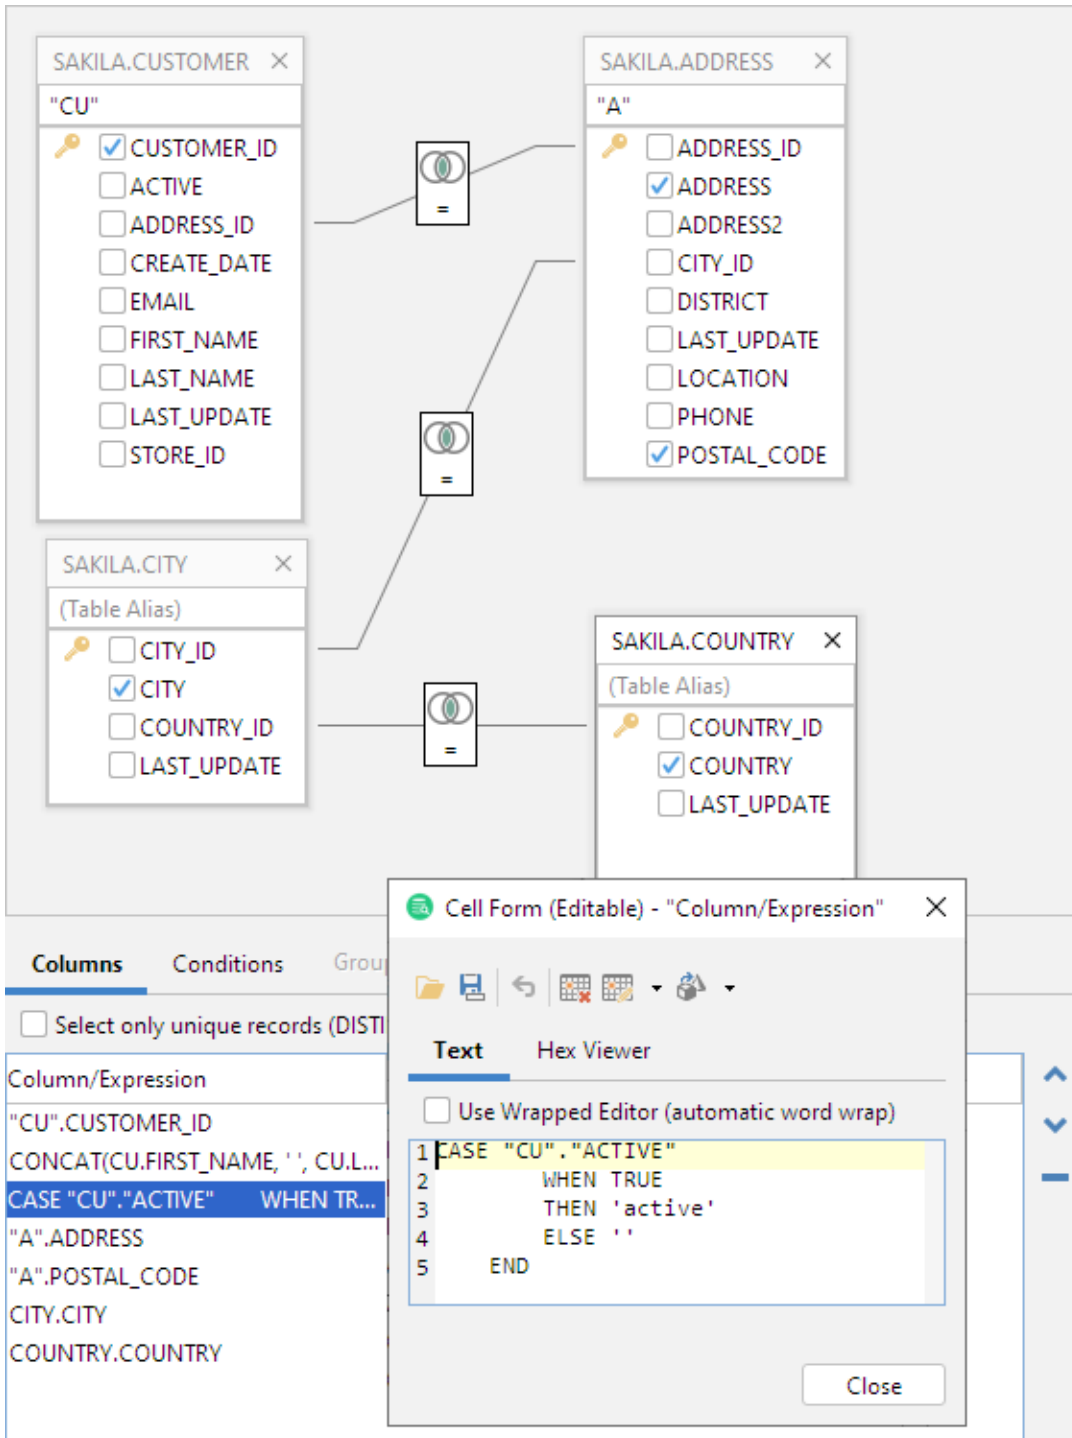 SAKILA.CUSTOMER
"CU"
CUSTOMER_ID
ACTIVE
ADDRESS_ID
CREATE_DATE
EMAIL
FIRST_NAME
LAST_NAME
LAST_UPDATE
STORE_ID
=
SAKILA.ADDRESS
"A"
ADDRESS_ID
ADDRESS
ADDRESS2
CITY_ID
DISTRICT
LAST_UPDATE
LOCATION
PHONE
POSTAL_CODE
=
SAKILA.CITY
(Table Alias)
CITY_ID
CITY
COUNTRY_ID
LAST_UPDATE
=
SAKILA.COUNTRY
(Table Alias)
COUNTRY_ID
COUNTRY
LAST_UPDATE
Columns Conditions Grou
Select only unique records (DISTI
Column/Expression
"CU".CUSTOMER_ID
CONCAT(CU.FIRST_NAME, ' ', CU.L...
CASE "CU"."ACTIVE" WHEN TR...
"A".ADDRESS
"A".POSTAL_CODE
CITY.CITY
COUNTRY.COUNTRY
Cell Form (Editable) - "Column/Expression"
Text Hex Viewer
Use Wrapped Editor (automatic word wrap)
1 CASE "CU"."ACTIVE"
2 WHEN TRUE
3 THEN 'active'
4 ELSE ''
5 END
Close